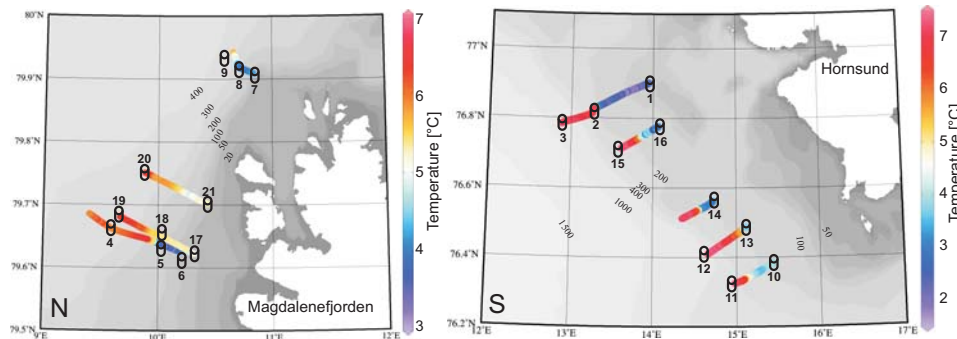 80°N
79.9°N
79.8°N
79.7°N
79.6°N
79.5°N
9°E
10°E
11°E
12°E
9
8
7
400
300
200
100
50
20
20
21
19
18
17
4
5
6
N
Magdalenefjorden
7
6
5
4
3
Temperature [°C]
77°N
76.8°N
76.6°N
76.4°N
76.2°N
12°E
13°E
14°E
15°E
16°E
17°E
Hornsund
1
2
3
16
15
200
300
400
1000
1500
14
13
12
11
10
100
50
S
7
6
5
4
3
2
Temperature [°C]